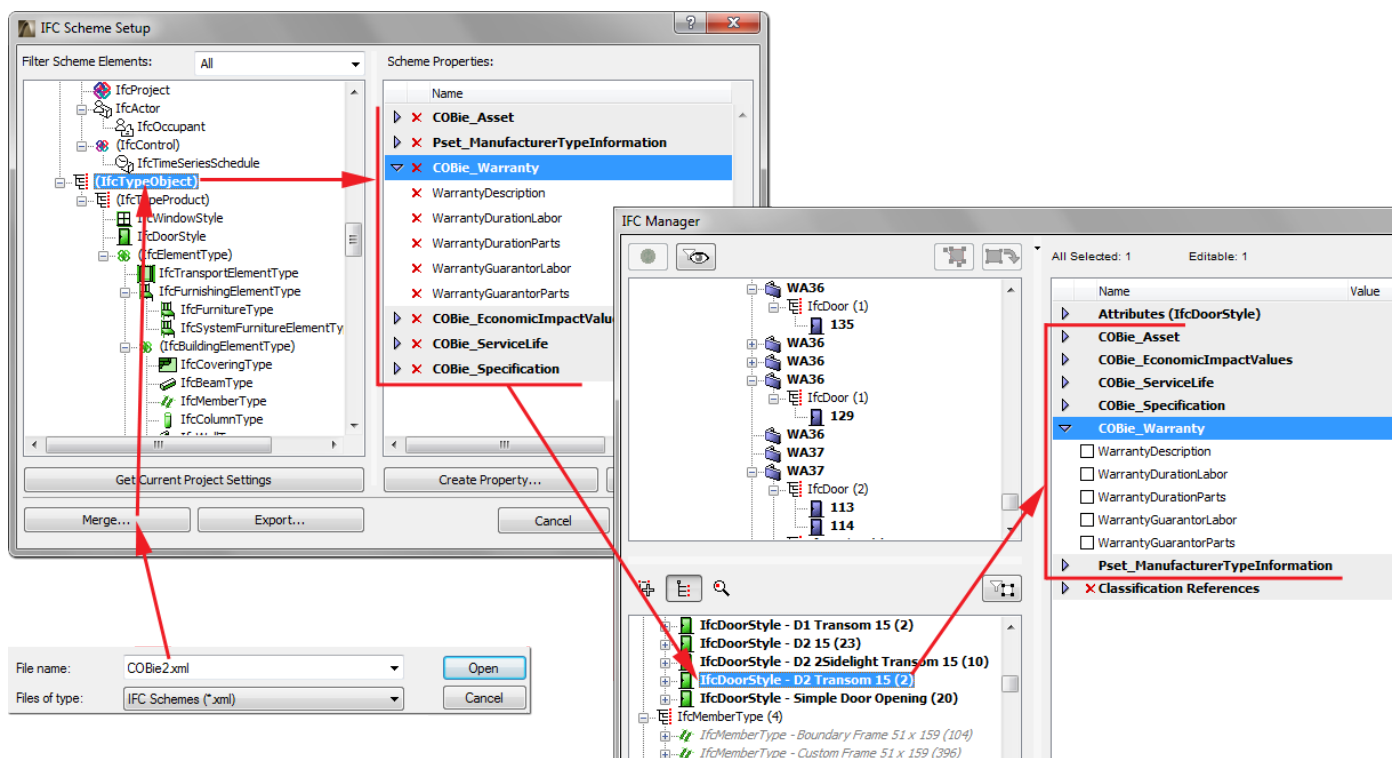 IFC Scheme Setup
Filter Scheme Elements:
All
IfcProject
IfcActor
IfcOccupant
(IfcControl)
IfcTimeSeriesSchedule
(IfcTypeObject)
(IfcTypeProduct)
IfcWindowStyle
IfcDoorStyle
(IfcElementType)
IfcTransportElementType
IfcFurnishingElementType
IfcFurnitureType
IfcSystemFurnitureElementTy
(IfcBuildingElementType)
IfcCoveringType
IfcBeamType
IfcMemberType
IfcColumnType
Get Current Project Settings
Merge...
Export...
Scheme Properties:
Name
COBie_Asset
Pset_ManufacturerTypeInformation
COBie_Warranty
WarrantyDescription
WarrantyDurationLabor
WarrantyDurationParts
WarrantyGuarantorLabor
WarrantyGuarantorParts
COBie_EconomicImpactValu
COBie_ServiceLife
COBie_Specification
Create Property...
Cancel
File name:
COBie2.xml
Open
Files of type:
IFC Schemes (*.xml)
Cancel
IFC Manager
WA36
IfcDoor (1)
135
WA36
WA36
WA36
IfcDoor (1)
129
WA36
WA37
WA37
IfcDoor (2)
113
114
IfcDoorStyle - D1 Transom 15 (2)
IfcDoorStyle - D2 15 (23)
IfcDoorStyle - D2 2Sidelight Transom 15 (10)
IfcDoorStyle - D2 Transom 15 (2)
IfcDoorStyle - Simple Door Opening (20)
IfcMemberType (4)
IfcMemberType - Boundary Frame 51 x 159 (104)
IfcMemberType - Custom Frame 51 x 159 (396)
All Selected: 1 Editable: 1
Name Value
Attributes (IfcDoorStyle)
COBie_Asset
COBie_EconomicImpactValues
COBie_ServiceLife
COBie_Specification
COBie_Warranty
WarrantyDescription
WarrantyDurationLabor
WarrantyDurationParts
WarrantyGuarantorLabor
WarrantyGuarantorParts
Pset_ManufacturerTypeInformation
Classification References